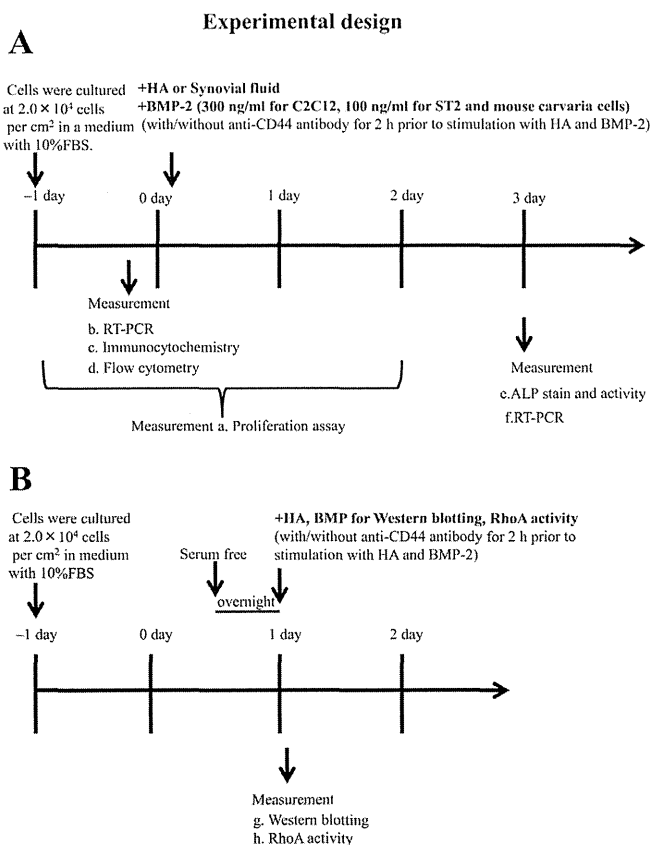 Experimental design
A
Cells were cultured
at 2.0 × 10⁴ cells
per cm² in a medium
with 10%FBS.
+HA or Synovial fluid
+BMP-2 (300 ng/ml for C2C12, 100 ng/ml for ST2 and mouse carvaria cells)
(with/without anti-CD44 antibody for 2 h prior to stimulation with HA and BMP-2)
−1 day
0 day
1 day
2 day
3 day
Measurement
b. RT-PCR
c. Immunocytochemistry
d. Flow cytometry
Measurement a. Proliferation assay
Measurement
e.ALP stain and activity
f.RT-PCR
B
Cells were cultured
at 2.0 × 10⁴ cells
per cm² in medium
with 10%FBS
Serum free
overnight
+HA, BMP for Western blotting, RhoA activity
(with/without anti-CD44 antibody for 2 h prior to
stimulation with HA and BMP-2)
−1 day
0 day
1 day
2 day
Measurement
g. Western blotting
h. RhoA activity